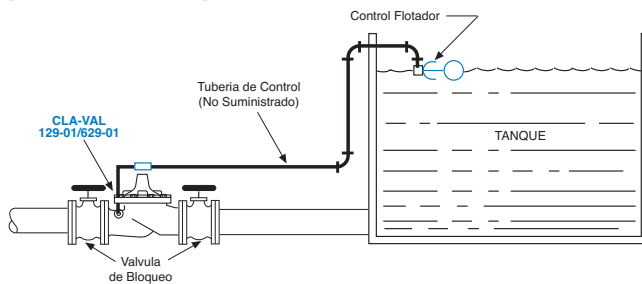 Control Flotador
Tuberia de Control
(No Suministrado)
CLA-VAL
129-01/629-01
TANQUE
Valvula
de Bloqueo